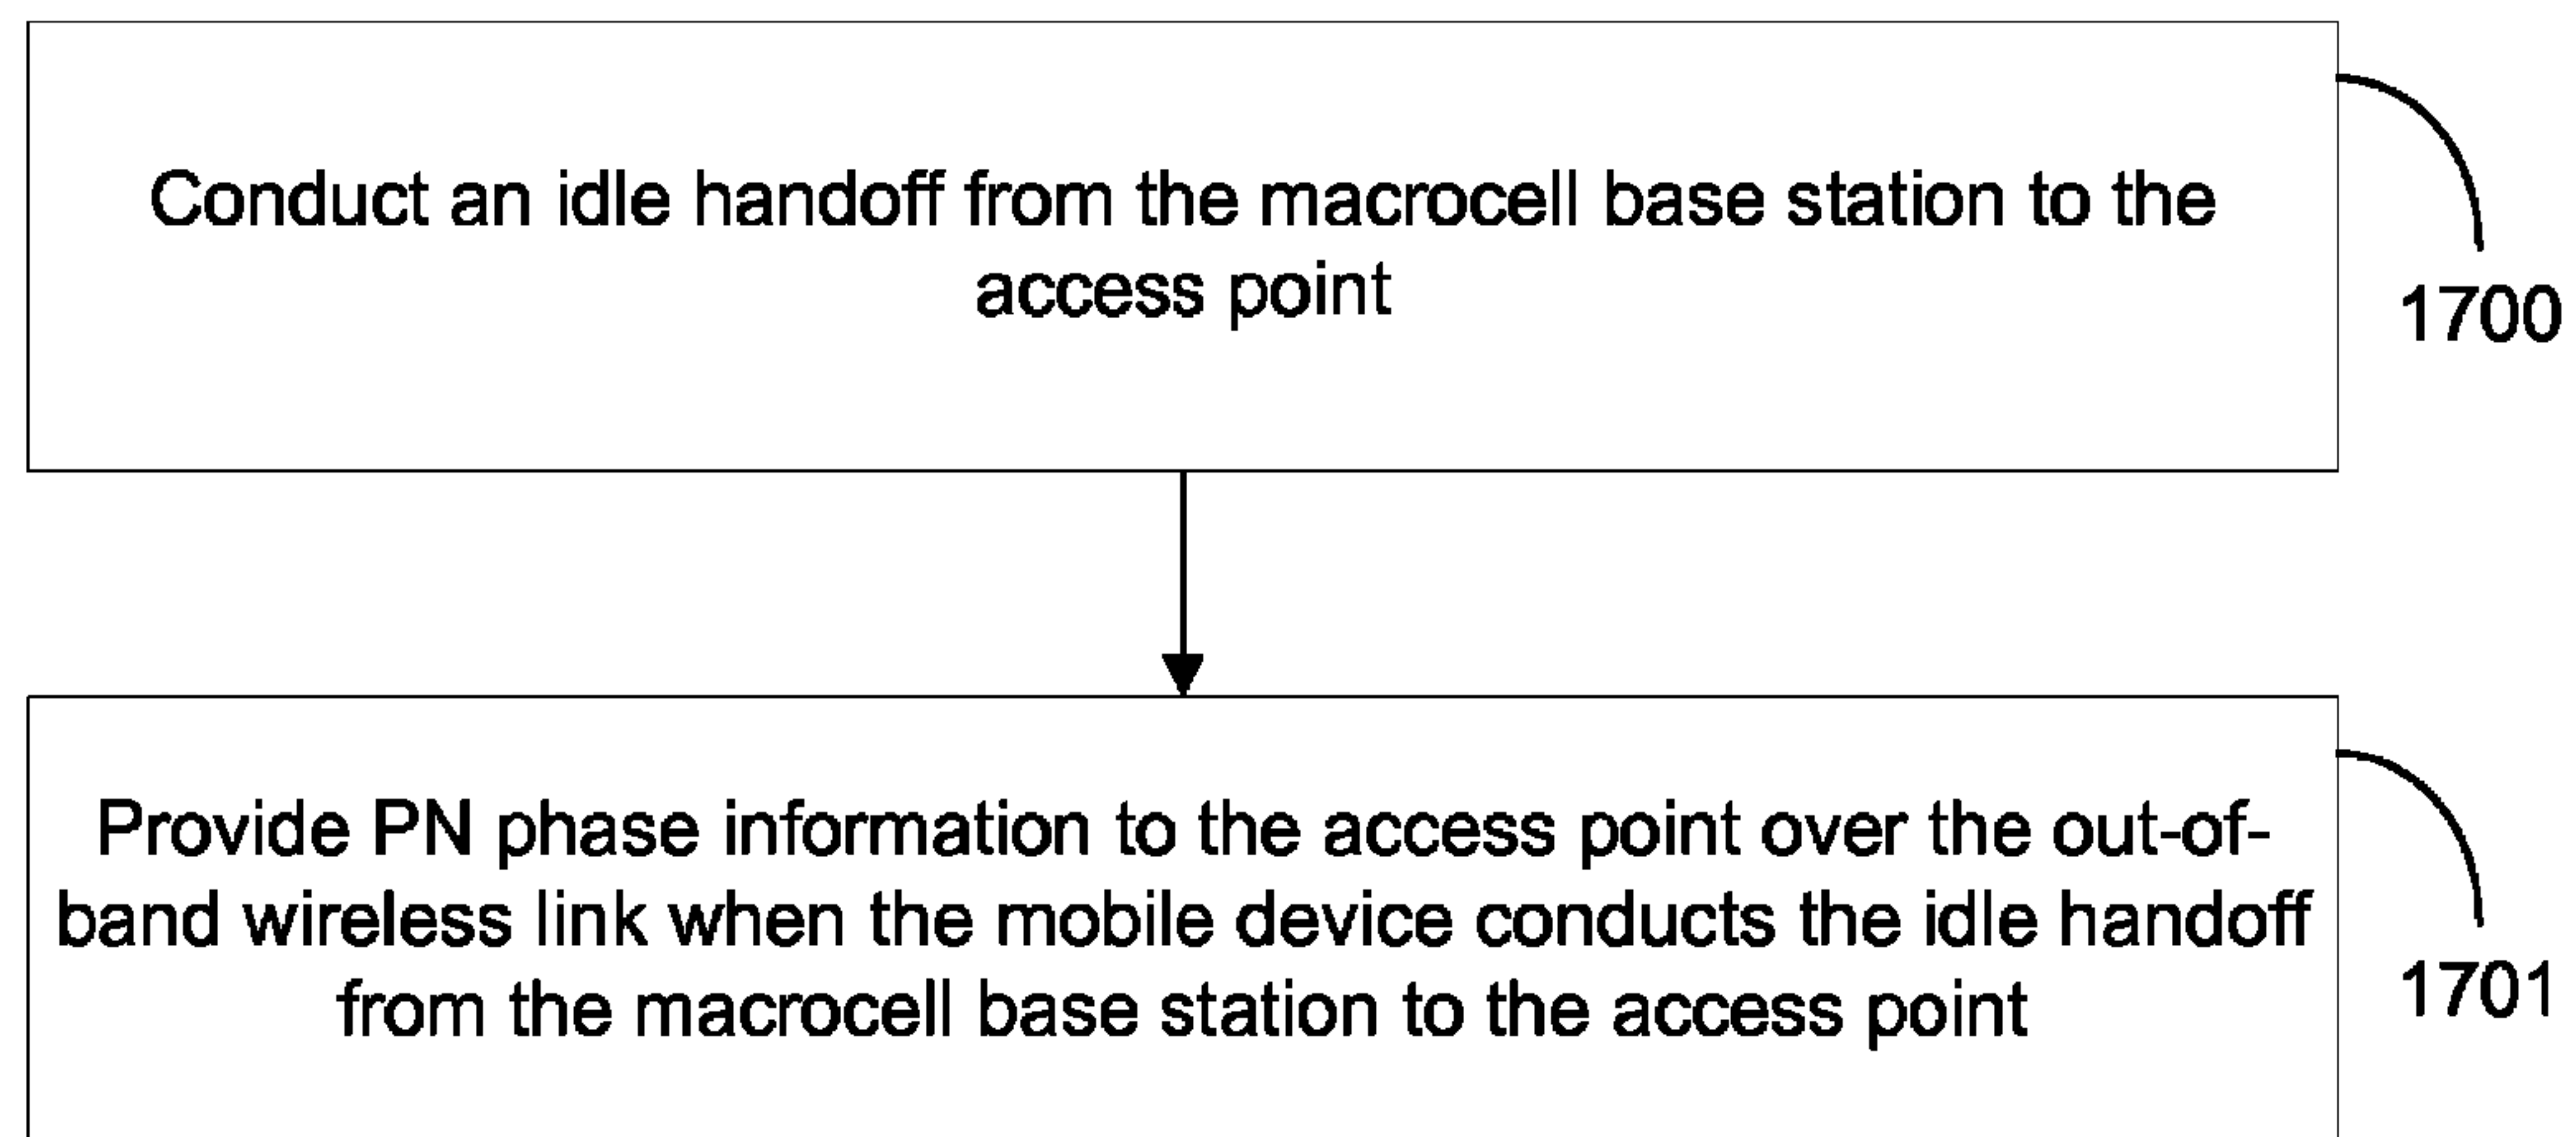 Conduct an idle handoff from the macrocell base station to the
access point
1700
Provide PN phase information to the access point over the out-of-
band wireless link when the mobile device conducts the idle handoff
from the macrocell base station to the access point
1701